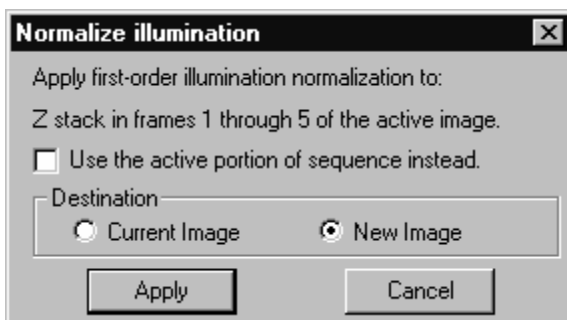 Normalize illumination
Apply first-order illumination normalization to:
Z stack in frames 1 through 5 of the active image.
Use the active portion of sequence instead.
Destination
Current Image New Image
Apply Cancel